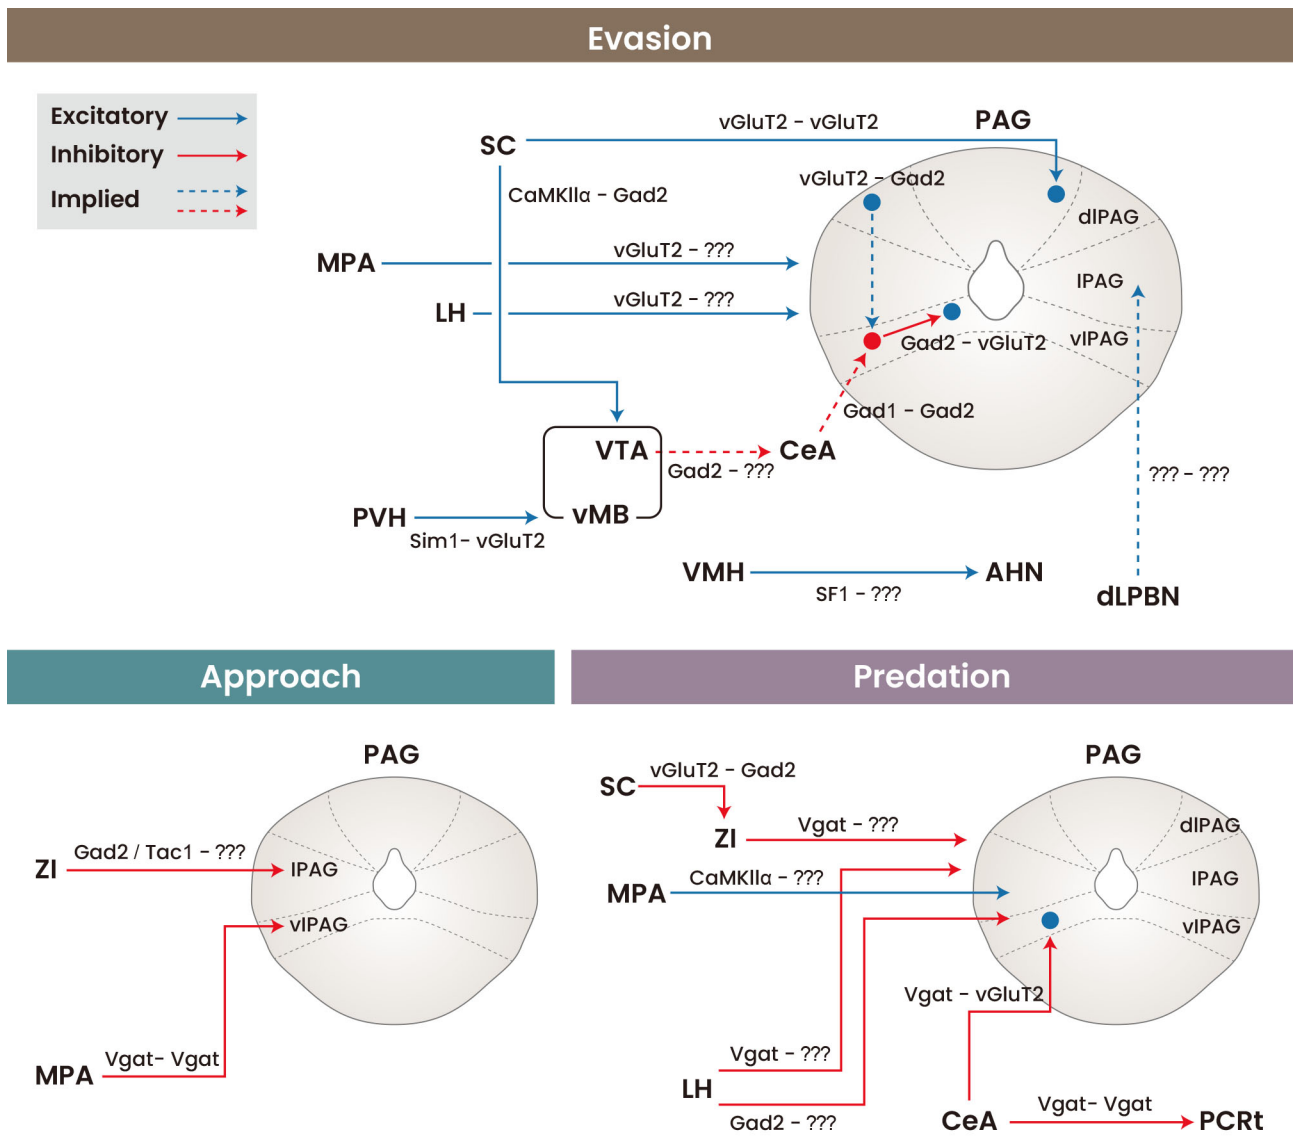 Evasion
Excitatory
Inhibitory
Implied
SC
vGluT2 - vGluT2
PAG
CaMKIIα - Gad2
vGluT2 - Gad2
dlPAG
MPA
vGluT2 - ???
lPAG
LH
vGluT2 - ???
vlPAG
Gad2 - vGluT2
Gad1 - Gad2
VTA
Gad2 - ???
CeA
??? - ???
PVH
vMB
Sim1- vGluT2
VMH
SF1 - ???
AHN
dLPBN
Approach
PAG
ZI
Gad2 / Tac1 - ???
lPAG
vlPAG
MPA
Vgat- Vgat
Predation
PAG
SC
vGluT2 - Gad2
ZI
Vgat - ???
dlPAG
MPA
CaMKIIα - ???
lPAG
vlPAG
Vgat - vGluT2
LH
Vgat - ???
Gad2 - ???
CeA
Vgat- Vgat
PCRt